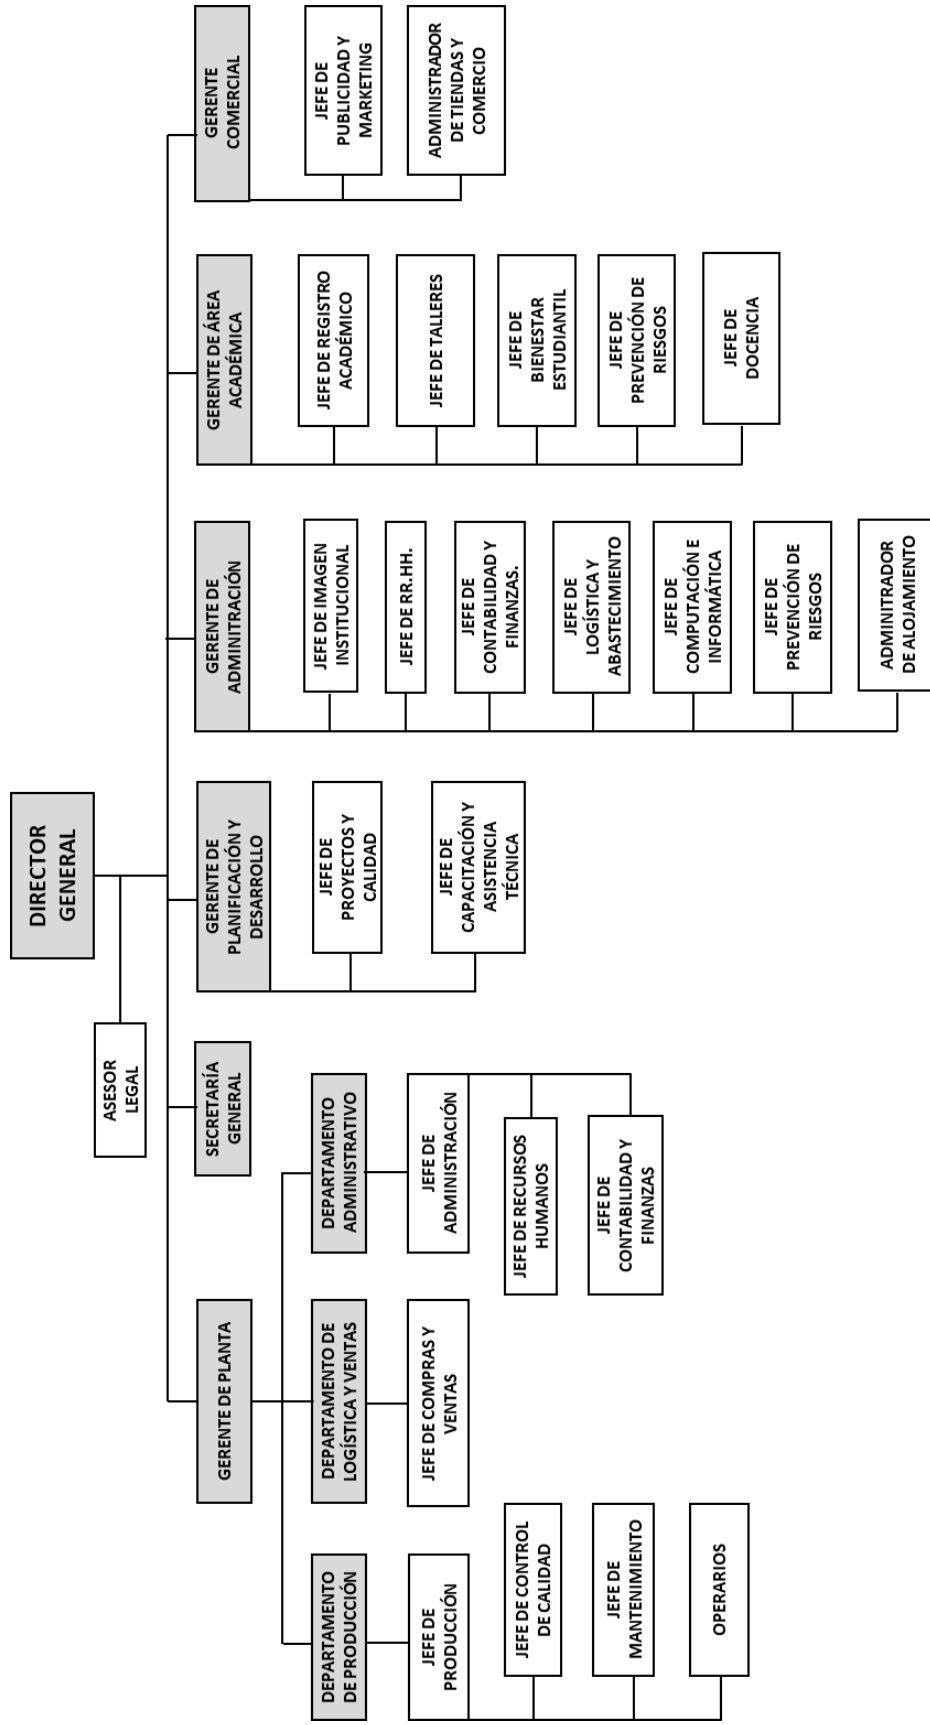 DIRECTOR
GENERAL
ASESOR
LEGAL
GERENTE DE PLANTA
SECRETARÍA
GENERAL
GERENTE DE
PLANIFICACIÓN Y
DESARROLLO
GERENTE DE
ADMINITRACIÓN
GERENTE DE ÁREA
ACADÉMICA
GERENTE
COMERCIAL
DEPARTAMENTO
DE PRODUCCIÓN
DEPARTAMENTO DE
LOGÍSTICA Y VENTAS
DEPARTAMENTO
ADMINISTRATIVO
JEFE DE
PRODUCCIÓN
JEFE DE CONTROL
DE CALIDAD
JEFE DE
MANTENIMIENTO
OPERARIOS
JEFE DE COMPRAS Y
VENTAS
JEFE DE
ADMINISTRACIÓN
JEFE DE RECURSOS
HUMANOS
JEFE DE
CONTABILIDAD Y
FINANZAS
JEFE DE
PROYECTOS Y
CALIDAD
JEFE DE
CAPACITACIÓN Y
ASISTENCIA
TÉCNICA
JEFE DE IMAGEN
INSTITUCIONAL
JEFE DE RR.HH.
JEFE DE
CONTABILIDAD Y
FINANZAS.
JEFE DE
LOGÍSTICA Y
ABASTECIMIENTO
JEFE DE
COMPUTACIÓN E
INFORMÁTICA
JEFE DE
PREVENCIÓN DE
RIESGOS
ADMINITRADOR
DE ALOJAMIENTO
JEFE DE REGISTRO
ACADÉMICO
JEFE DE TALLERES
JEFE DE
BIENESTAR
ESTUDIANTIL
JEFE DE
PREVENCIÓN DE
RIESGOS
JEFE DE
DOCENCIA
JEFE DE
PUBLICIDAD Y
MARKETING
ADMINISTRADOR
DE TIENDAS Y
COMERCIO